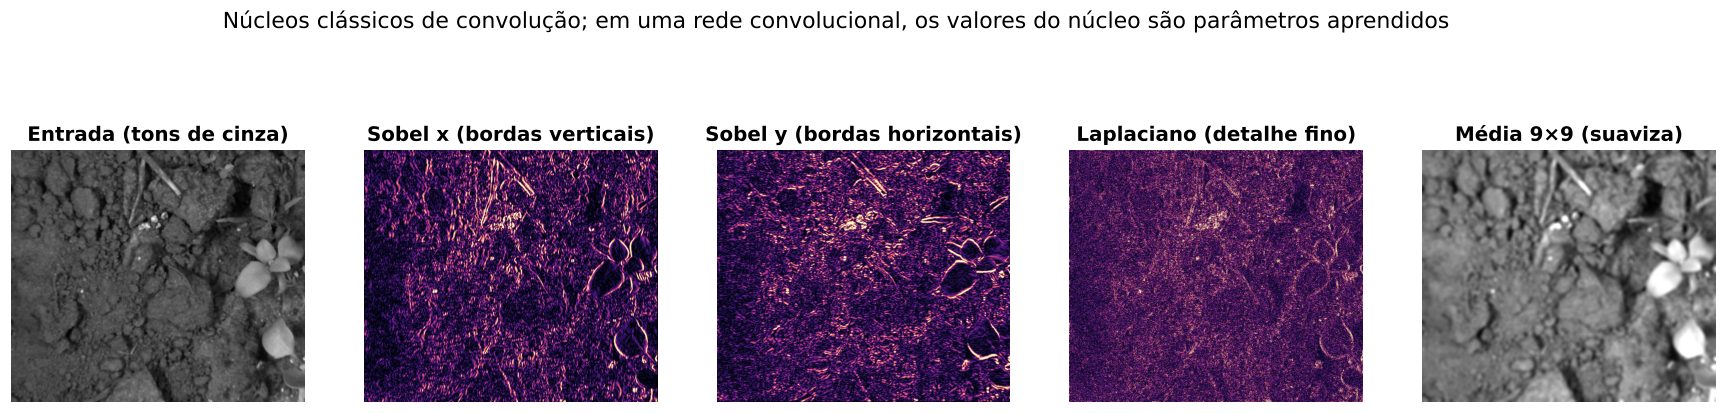 Núcleos clássicos de convolução; em uma rede convolucional, os valores do núcleo são parâmetros aprendidos
Entrada (tons de cinza)
Sobel x (bordas verticais)
Sobel y (bordas horizontais)
Laplaciano (detalhe fino)
Média 9×9 (suaviza)